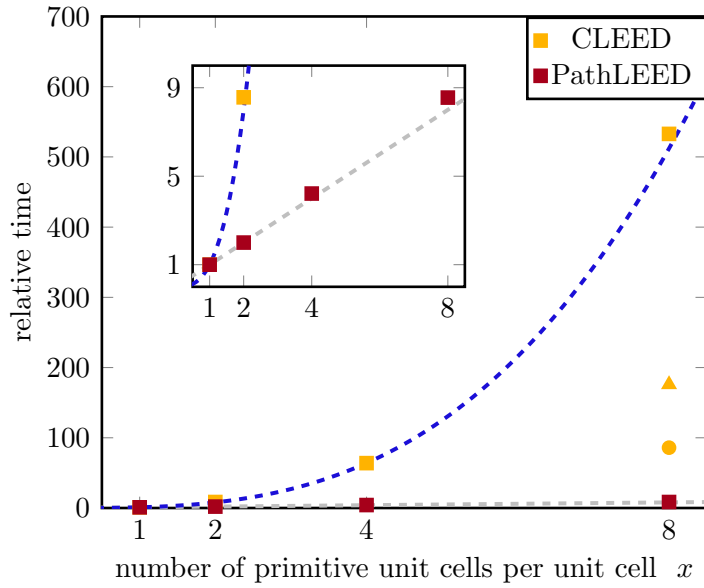 700
600
500
400
300
200
100
0
relative time
CLEED
PathLEED
9
5
1
1 2 4 8
1 2 4 8
number of primitive unit cells per unit cell x